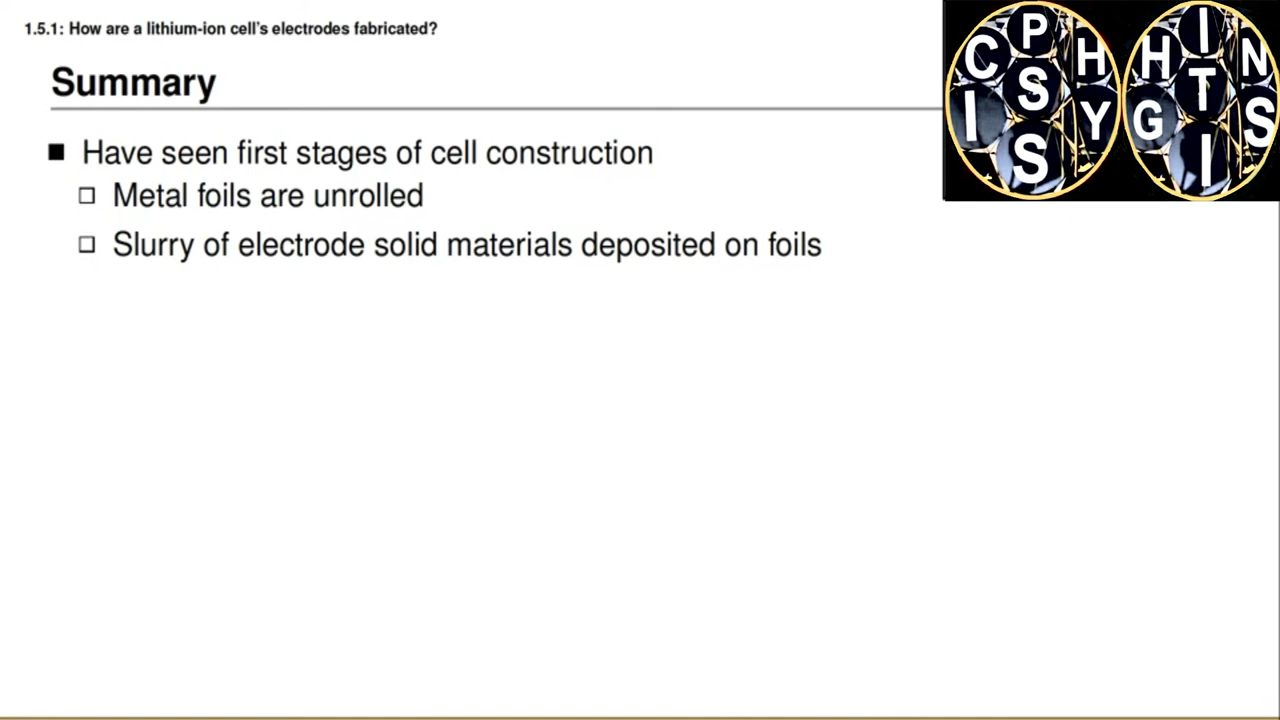 1.5.1: How are a lithium-ion cell's electrodes fabricated?
Summary
Have seen first stages of cell construction
Metal foils are unrolled
Slurry of electrode solid materials deposited on foils
P
C H
S
I Y
S
I
H N
T
G S
I